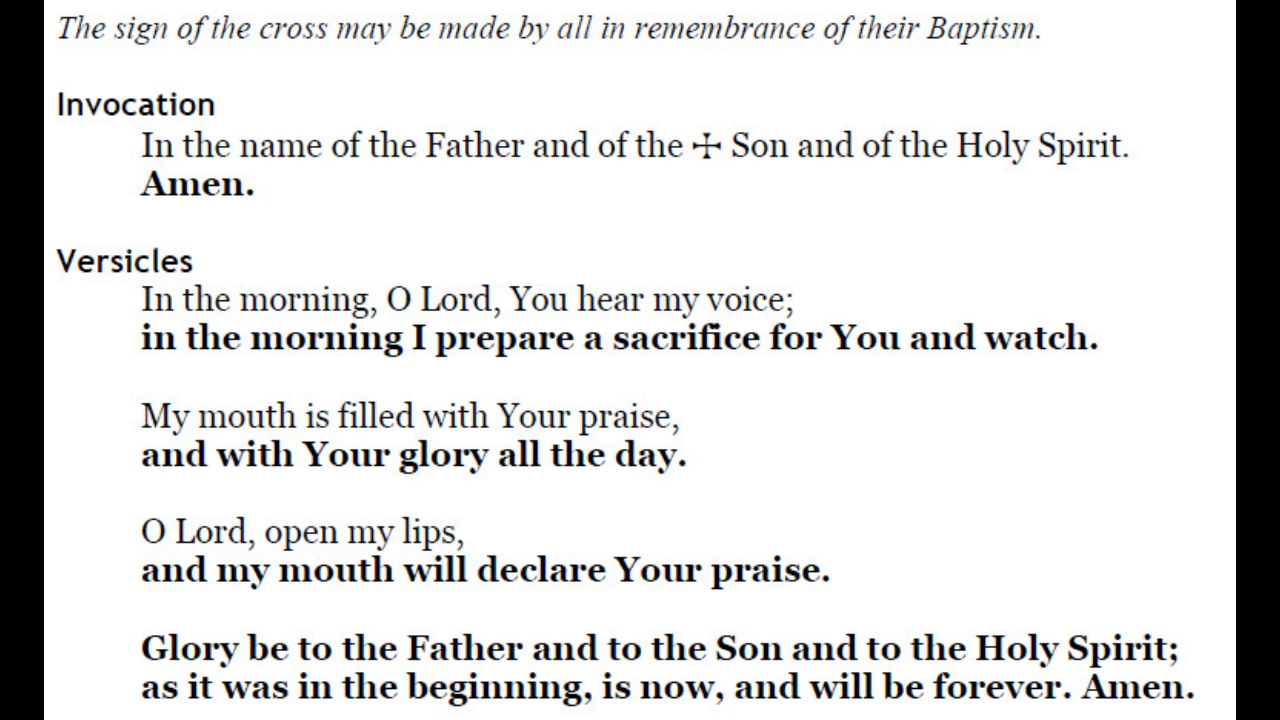 The sign of the cross may be made by all in remembrance of their Baptism.
Invocation
In the name of the Father and of the ☩ Son and of the Holy Spirit.
Amen.
Versicles
In the morning, O Lord, You hear my voice;
in the morning I prepare a sacrifice for You and watch.
My mouth is filled with Your praise,
and with Your glory all the day.
O Lord, open my lips,
and my mouth will declare Your praise.
Glory be to the Father and to the Son and to the Holy Spirit;
as it was in the beginning, is now, and will be forever. Amen.